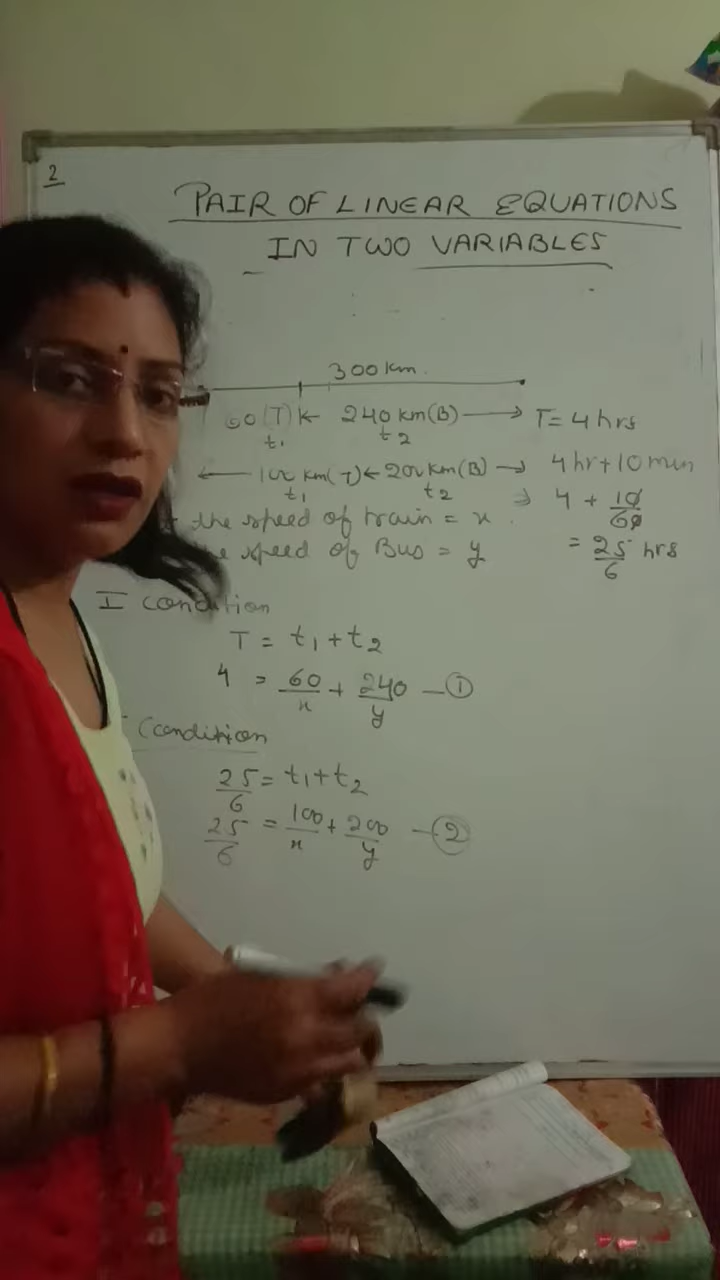 2
PAIR OF LINEAR EQUATIONS
IN TWO VARIABLES
300 km.
60 (T) ← 240 km (B) → T = 4 hrs
t₁ t₂
← 100 km (T) ← 200 km (B) → 4 hr + 10 min
t₁ t₂
⇒ 4 + 10/60
the speed of train = x.
speed of Bus = y
= 25/6 hrs
I condition
T = t₁ + t₂
4 = 60/x + 240/y — ①
condition
25/6 = t₁ + t₂
25/6 = 100/x + 200/y — ②